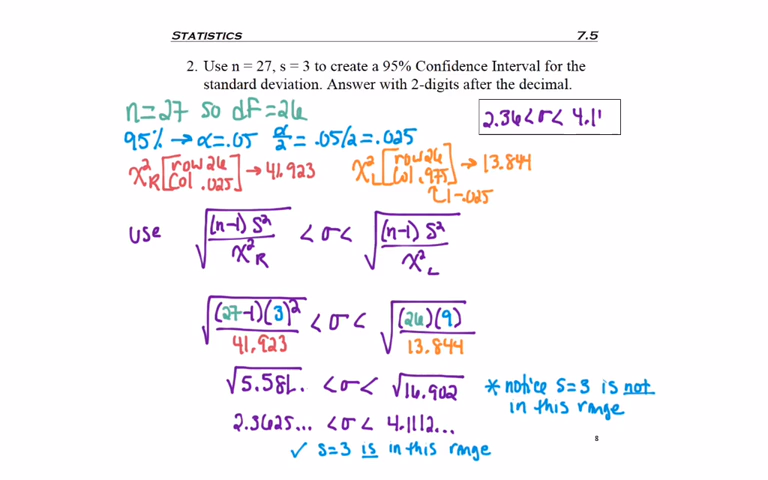 STATISTICS 7.5
2. Use n = 27, s = 3 to create a 95% Confidence Interval for the
standard deviation. Answer with 2-digits after the decimal.
n=27 so df=26
2.36 < σ < 4.11
95% → α=.05 α/2 = .05/2 = .025
χ²R [row 26 col .025] → 41.923 χ²L [row 26 col .975] → 13.844
↑ 1-.025
use √((n-1) s²/χ²R) < σ < √((n-1) s²/χ²L)
√((27-1)(3)²/41.923) < σ < √((26)(9)/13.844)
√5.581. < σ < √16.902 * notice s=3 is not
in this range
2.3625... < σ < 4.1112...
✓ s=3 is in this range
8